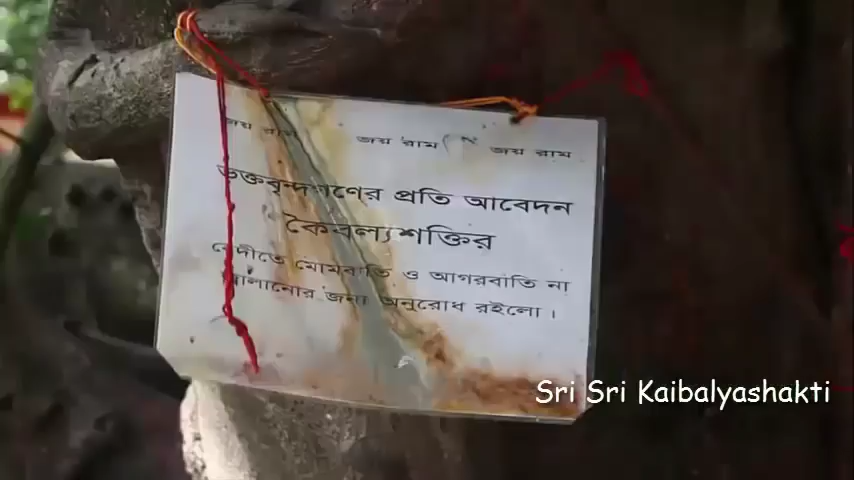 জয় রাম জয় রাম জয় রাম
ভক্তবৃন্দগণের প্রতি আবেদন
কৈবল্যশক্তির
বেদীতে মোমবাতি ও আগরবাতি না
জ্বালানোর জন্য অনুরোধ রইলো।
Sri Sri Kaibalyashakti